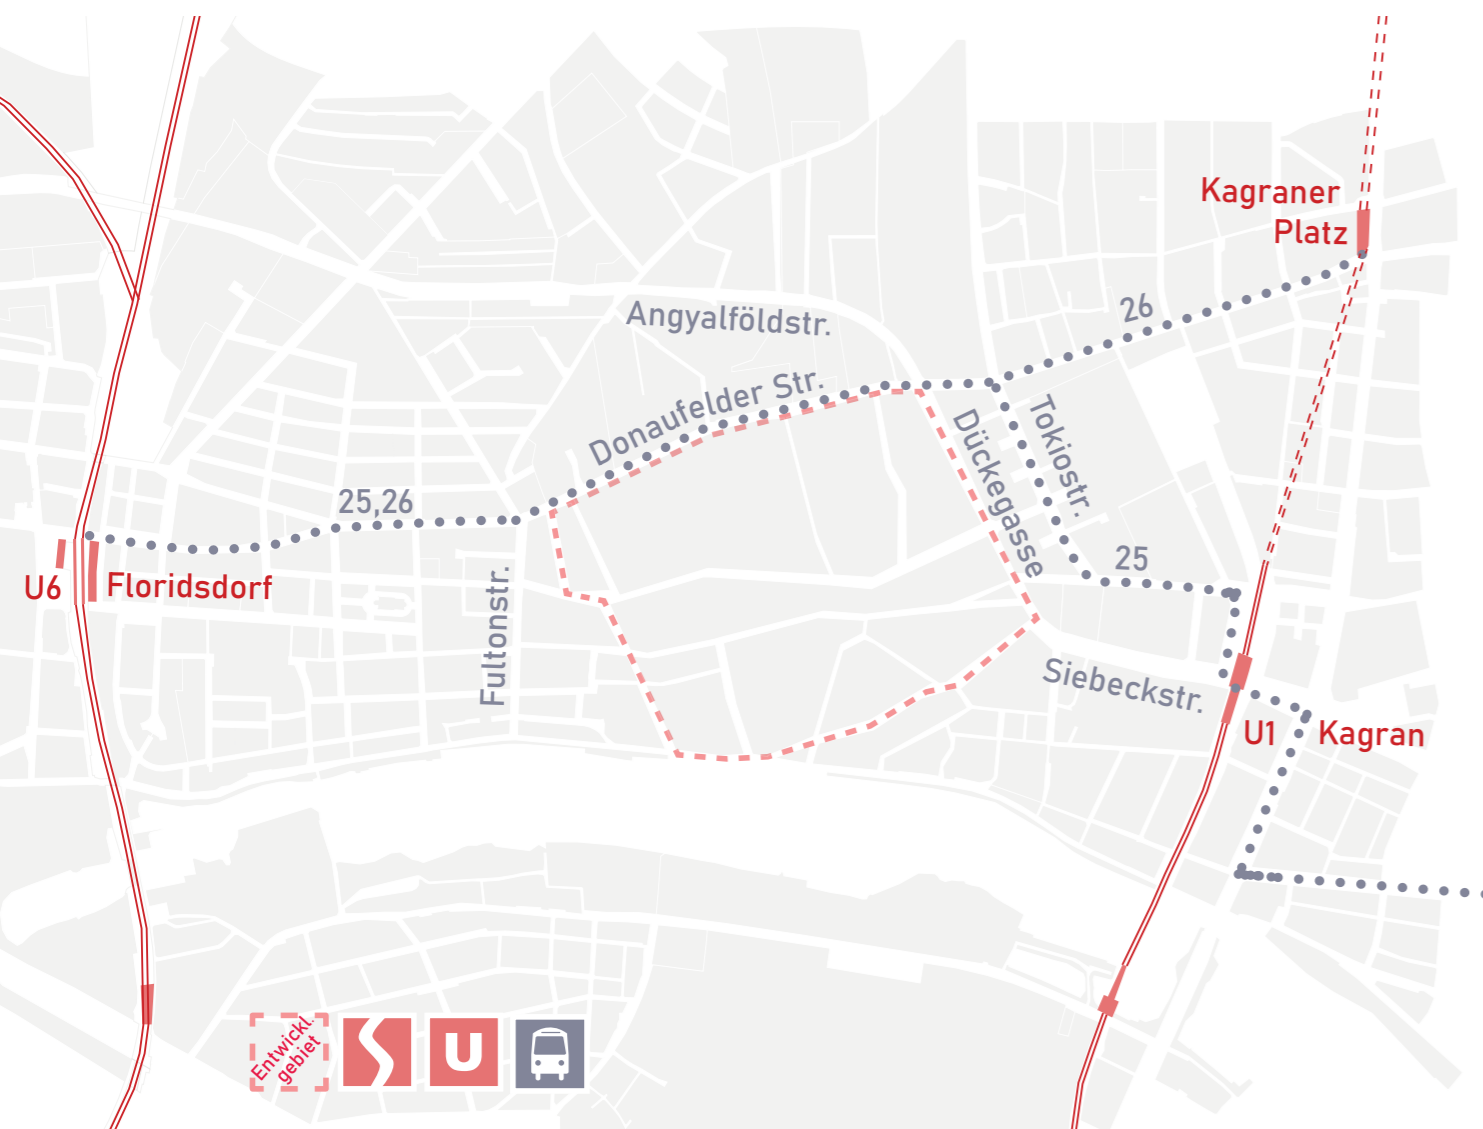 Kagraner
Platz
26
Angyalföldstr.
Donaufelder Str.
Tokiostr.
Dückegasse
25,26
25
U6
Floridsdorf
Fultonstr.
Siebeckstr.
U1
Kagran
Entwickl.
gebiet
U